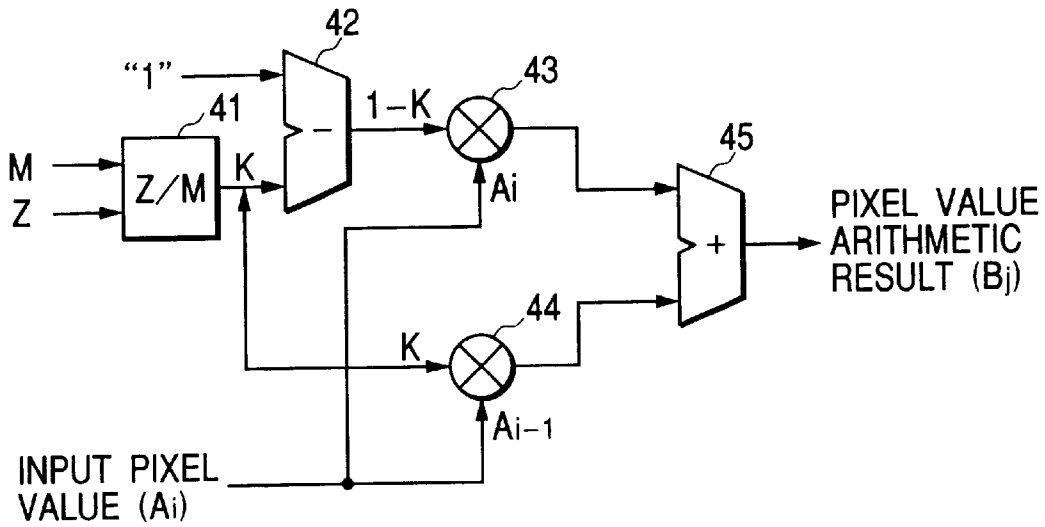 42
"1"
41
M
Z
Z/M
K
−
1−K
43
Ai
45
+
PIXEL VALUE
ARITHMETIC
RESULT (Bj)
44
K
Ai−1
INPUT PIXEL
VALUE (Ai)